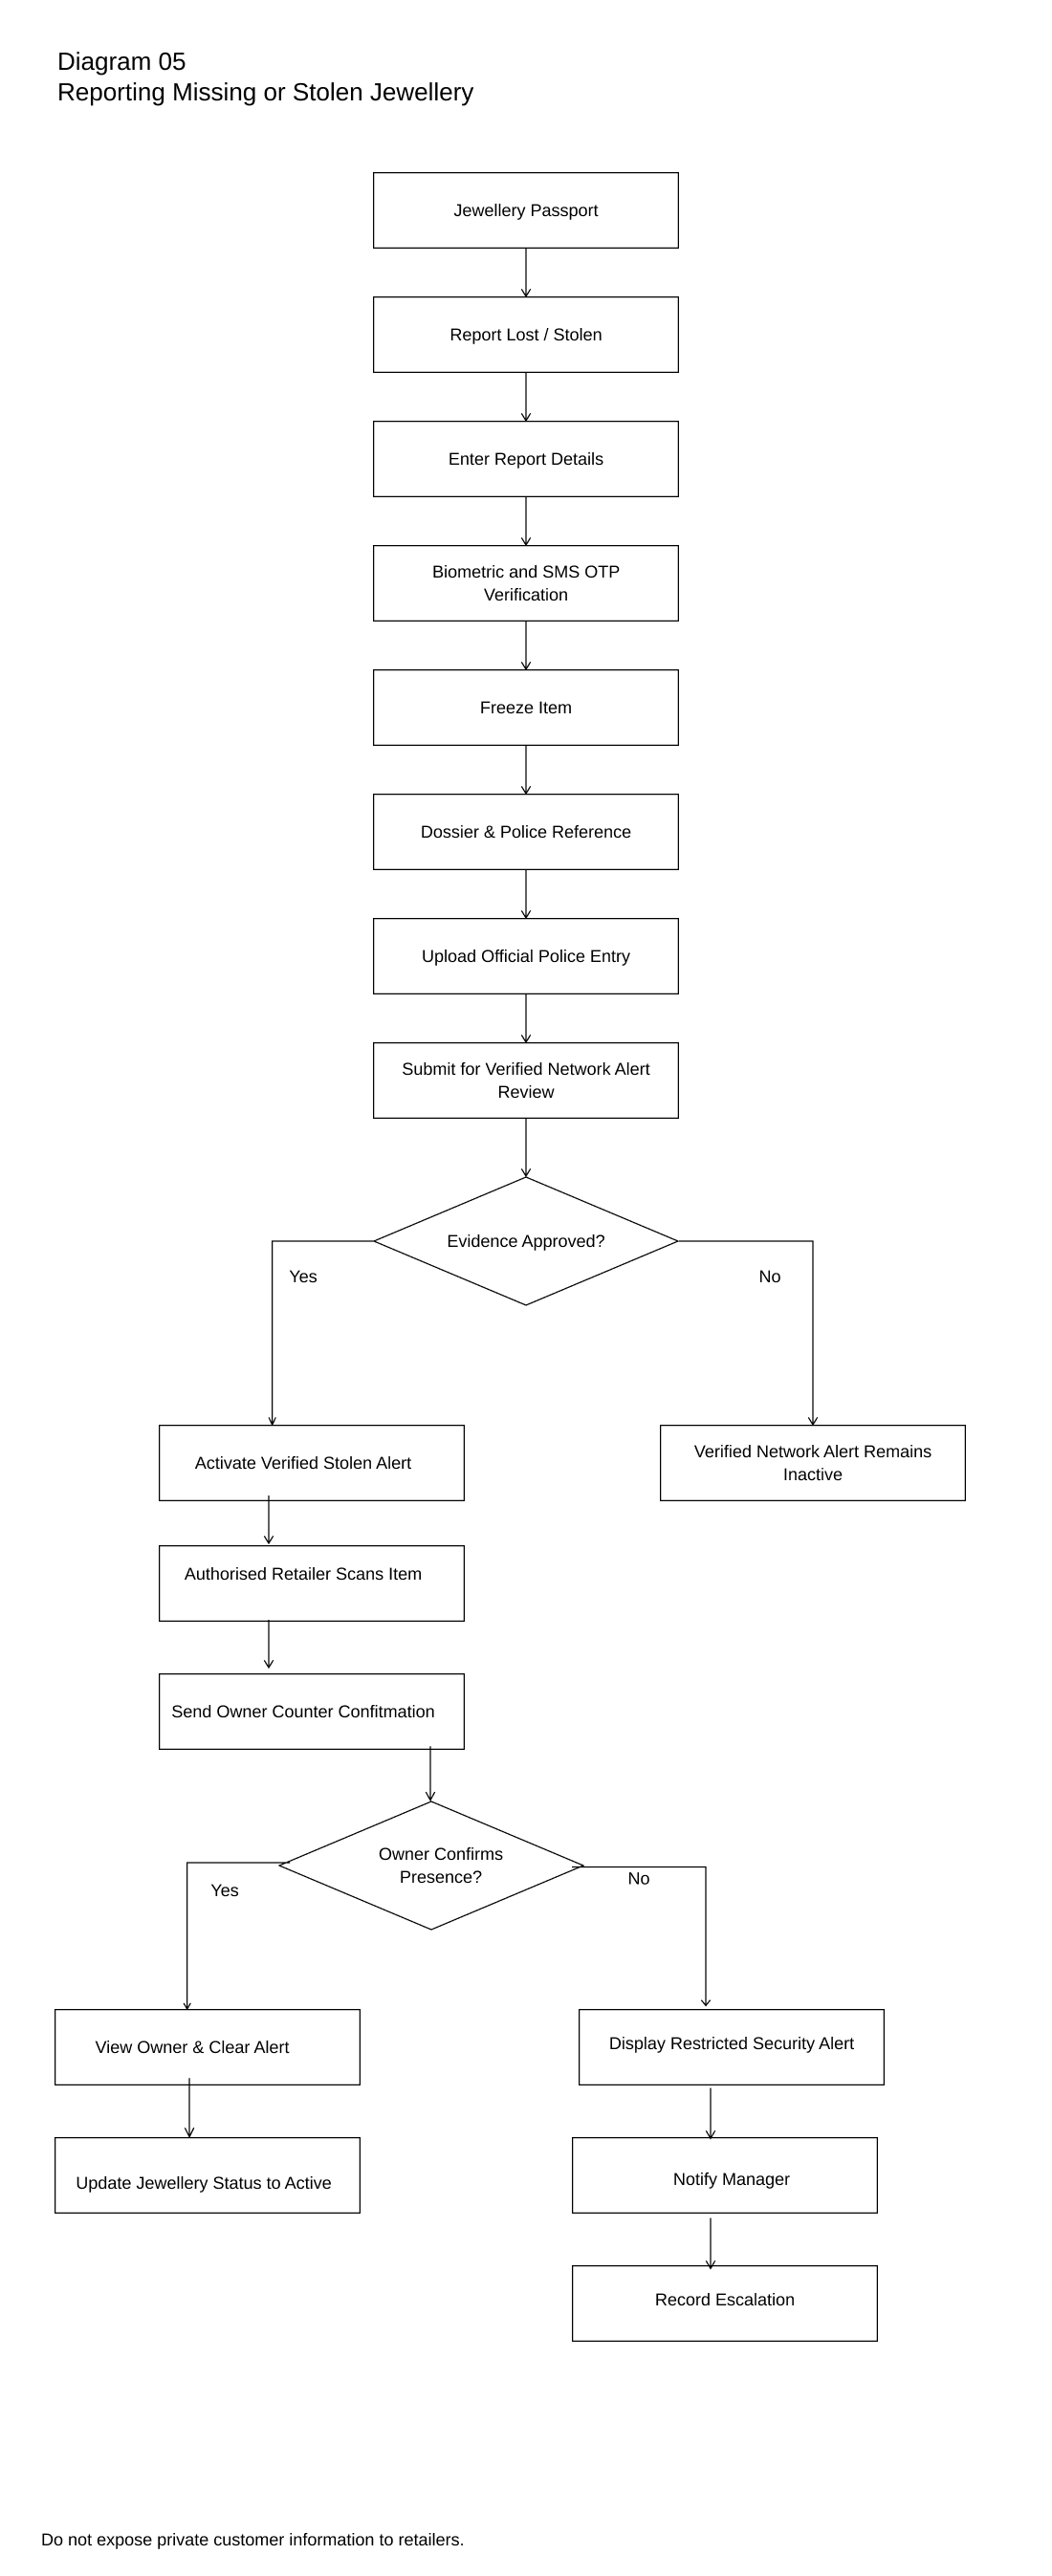 Diagram 05
Reporting Missing or Stolen Jewellery
Jewellery Passport
Report Lost / Stolen
Enter Report Details
Biometric and SMS OTP
Verification
Freeze Item
Dossier & Police Reference
Upload Official Police Entry
Submit for Verified Network Alert
Review
Evidence Approved?
Yes
No
Activate Verified Stolen Alert
Verified Network Alert Remains
Inactive
Authorised Retailer Scans Item
Send Owner Counter Confitmation
Owner Confirms
Presence?
Yes
No
View Owner & Clear Alert
Display Restricted Security Alert
Update Jewellery Status to Active
Notify Manager
Record Escalation
Do not expose private customer information to retailers.